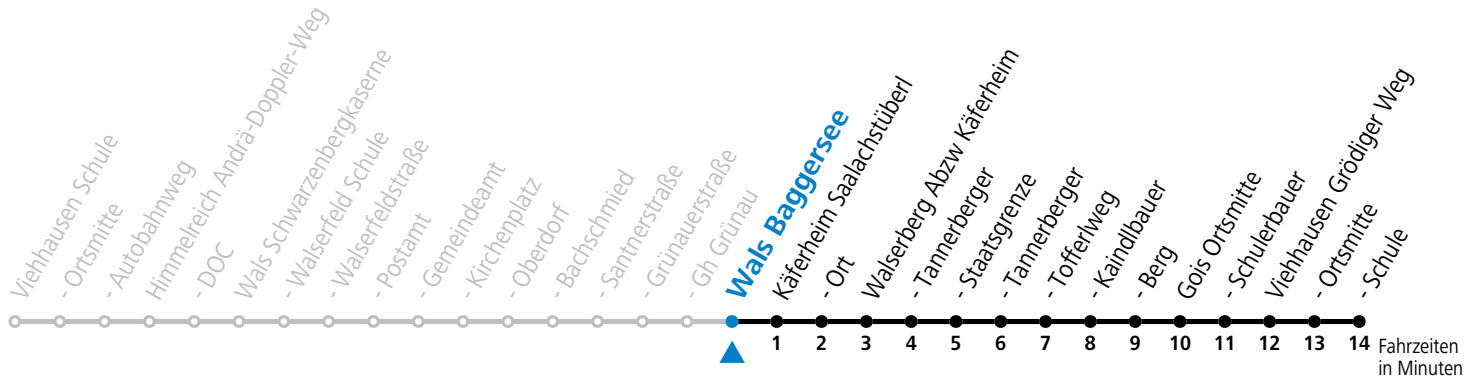 Viehhausen Schule
- Ortsmitte
- Autobahnweg
Himmelreich Andrä-Doppler-Weg
- DOC
Wals Schwarzenbergkaserne
- Walserfeld Schule
- Walserfeldstraße
- Postamt
- Gemeindeamt
- Kirchenplatz
- Oberdorf
- Bachschmied
- Santnerstraße
- Grünauerstraße
- Gh Grünau
Wals Baggersee
Käferheim Saalachstüberl
- Ort
Walserberg Abzw Käferheim
- Tannerberger
- Staatsgrenze
- Tannerberger
- Tofferlweg
- Kaindlbauer
- Berg
Gois Ortsmitte
- Schulerbauer
Viehhausen Grödiger Weg
- Ortsmitte
- Schule
1 2 3 4 5 6 7 8 9 10 11 12 13 14 Fahrzeiten
in Minuten